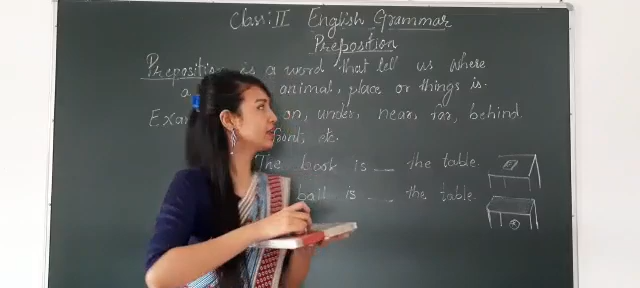 Class:II English Grammar
Preposition
Preposition is a word that tell us where
a animal, place or things is.
on, under, near, far, behind
etc.
The book is __ the table.
ball is __ the table.